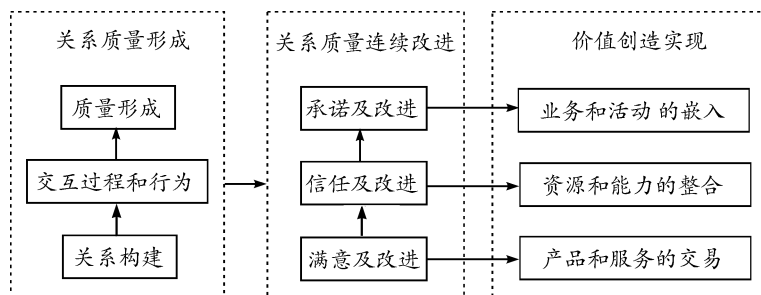 关系质量形成
质量形成
交互过程和行为
关系构建
关系质量连续改进
承诺及改进
信任及改进
满意及改进
价值创造实现
业务和活动的嵌入
资源和能力的整合
产品和服务的交易